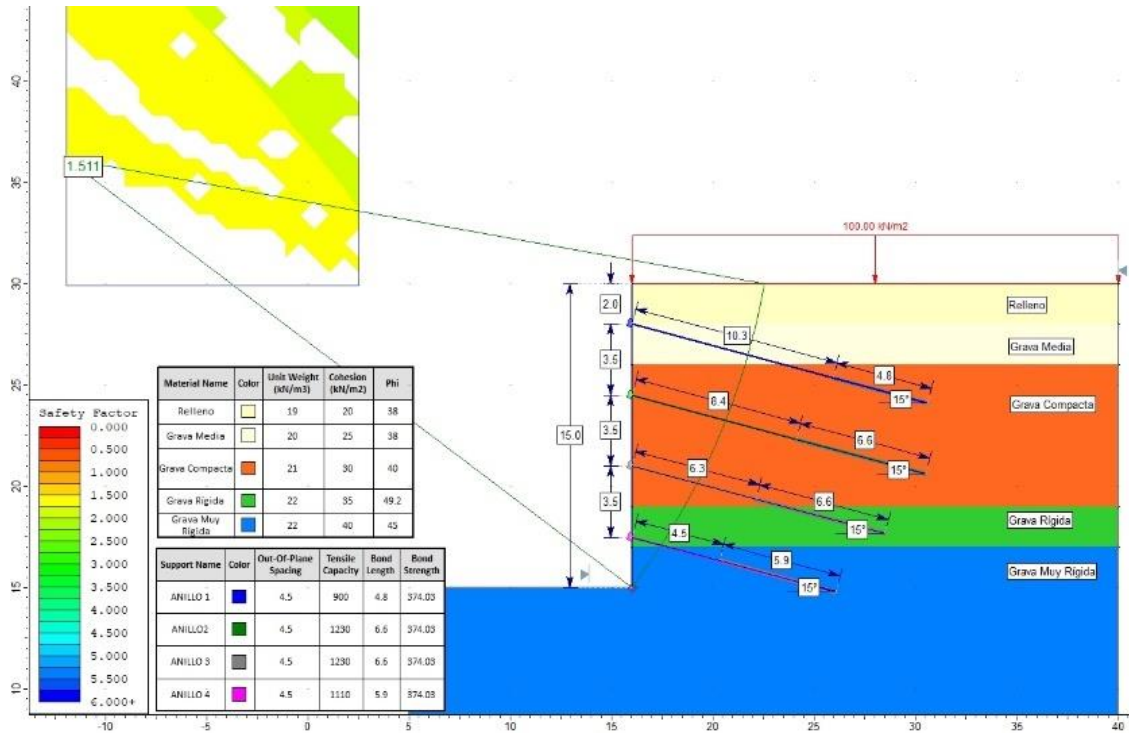 40
35
30
25
20
15
10
1.511
100.00 kN/m2
2.0
3.5
3.5
3.5
15.0
10.3
4.8
15°
8.4
6.6
15°
6.3
6.6
15°
4.5
5.9
15°
Relleno
Grava Media
Grava Compacta
Grava Rígida
Grava Muy Rígida
Material Name Color Unit Weight (kN/m3) Cohesion (kN/m2) Phi
Relleno 19 20 38
Grava Media 20 25 38
Grava Compacta 21 30 40
Grava Rígida 22 35 49.2
Grava Muy Rígida 22 40 45
Support Name Color Out-Of-Plane Spacing Tensile Capacity Bond Length Bond Strength
ANILLO 1 4.5 900 4.8 374.03
ANILLO2 4.5 1230 6.6 374.03
ANILLO 3 4.5 1230 6.6 374.03
ANILLO 4 4.5 1110 5.9 374.03
Safety Factor
0.000
0.500
1.000
1.500
2.000
2.500
3.000
3.500
4.000
4.500
5.000
5.500
6.000+
-10 -5 0 5 10 15 20 25 30 35 40